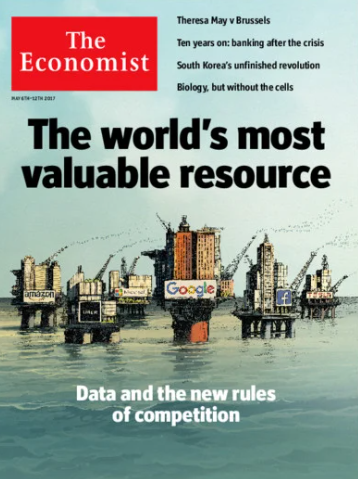 The
Economist
MAY 6TH–12TH 2017
Theresa May v Brussels
Ten years on: banking after the crisis
South Korea's unfinished revolution
Biology, but without the cells
The world's most
valuable resource
amazon
UBER
Google
f
Data and the new rules
of competition